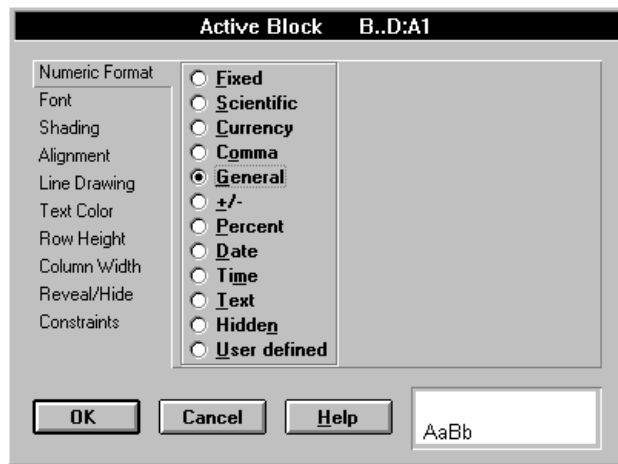 Active Block B..D:A1
Numeric Format
Font
Shading
Alignment
Line Drawing
Text Color
Row Height
Column Width
Reveal/Hide
Constraints
Fixed
Scientific
Currency
Comma
General
+/-
Percent
Date
Time
Text
Hidden
User defined
OK Cancel Help
AaBb